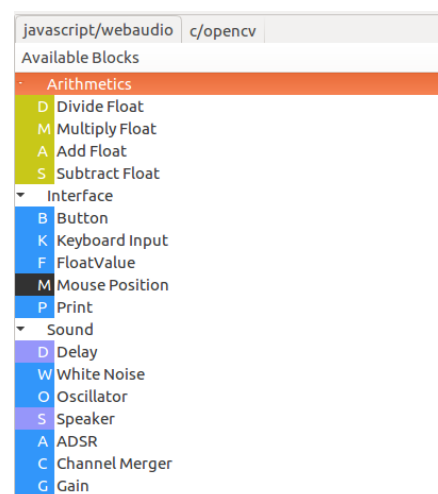 javascript/webaudio c/opencv
Available Blocks
Arithmetics
D Divide Float
M Multiply Float
A Add Float
S Subtract Float
Interface
B Button
K Keyboard Input
F FloatValue
M Mouse Position
P Print
Sound
D Delay
W White Noise
O Oscillator
S Speaker
A ADSR
C Channel Merger
G Gain